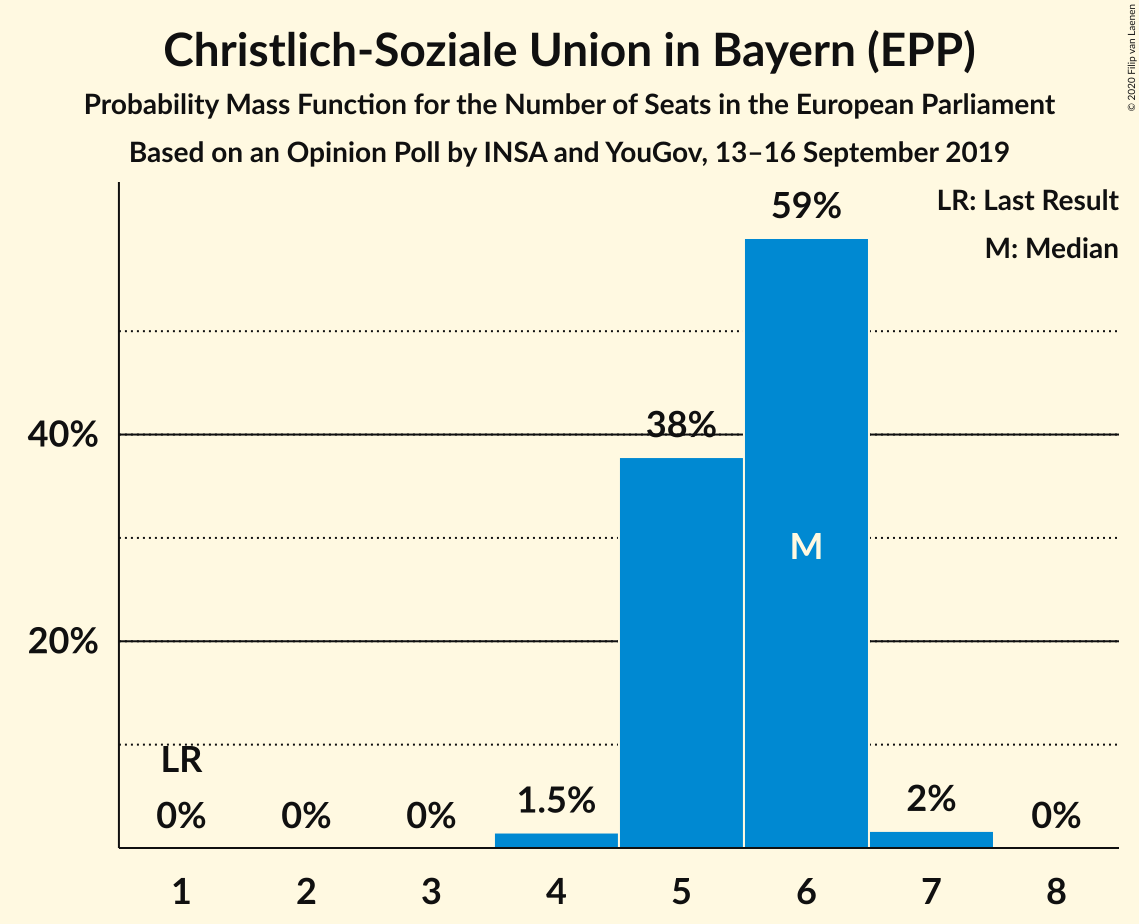 Christlich-Soziale Union in Bayern (EPP)
Probability Mass Function for the Number of Seats in the European Parliament
Based on an Opinion Poll by INSA and YouGov, 13–16 September 2019
© 2020 Filip van Laenen
LR: Last Result
M: Median
59%
38%
40%
M
20%
LR
0%
0%
0%
1.5%
2%
0%
1
2
3
4
5
6
7
8